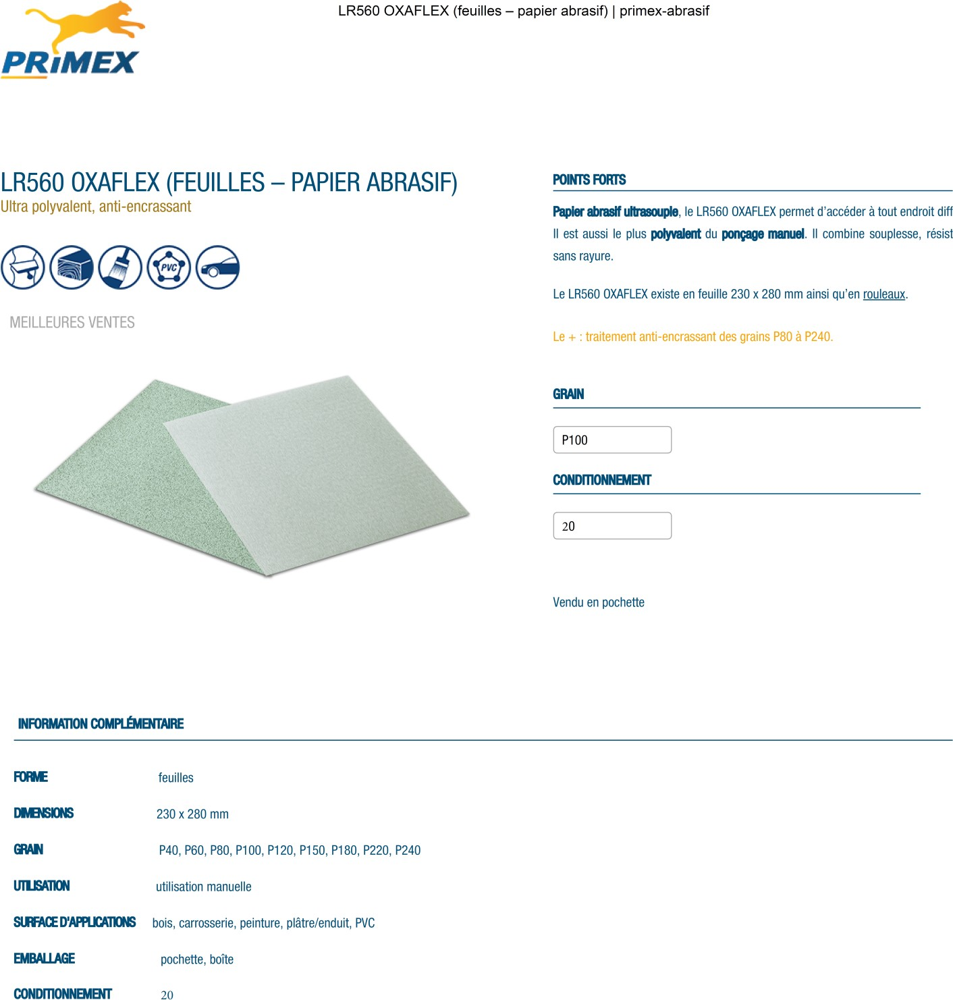 LR560 OXAFLEX (feuilles – papier abrasif) | primex-abrasif
PRiMEX
LR560 OXAFLEX (FEUILLES – PAPIER ABRASIF)
Ultra polyvalent, anti-encrassant
PVC
MEILLEURES VENTES
POINTS FORTS
Papier abrasif ultrasouple, le LR560 OXAFLEX permet d’accéder à tout endroit diff
Il est aussi le plus polyvalent du ponçage manuel. Il combine souplesse, résist
sans rayure.
Le LR560 OXAFLEX existe en feuille 230 x 280 mm ainsi qu’en rouleaux.
Le + : traitement anti-encrassant des grains P80 à P240.
GRAIN
P100
CONDITIONNEMENT
20
Vendu en pochette
INFORMATION COMPLÉMENTAIRE
FORME feuilles
DIMENSIONS 230 x 280 mm
GRAIN P40, P60, P80, P100, P120, P150, P180, P220, P240
UTILISATION utilisation manuelle
SURFACE D'APPLICATIONS bois, carrosserie, peinture, plâtre/enduit, PVC
EMBALLAGE pochette, boîte
CONDITIONNEMENT 20